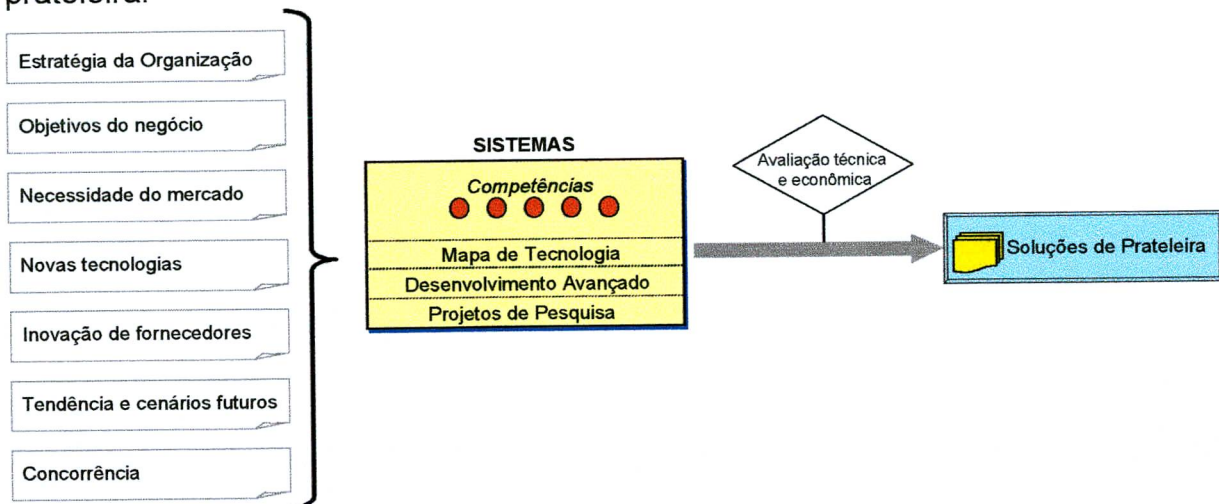 prateleira.
Estratégia da Organização
Objetivos do negócio
Necessidade do mercado
Novas tecnologias
Inovação de fornecedores
Tendência e cenários futuros
Concorrência
SISTEMAS
Competências
Mapa de Tecnologia
Desenvolvimento Avançado
Projetos de Pesquisa
Avaliação técnica
e econômica
Soluções de Prateleira